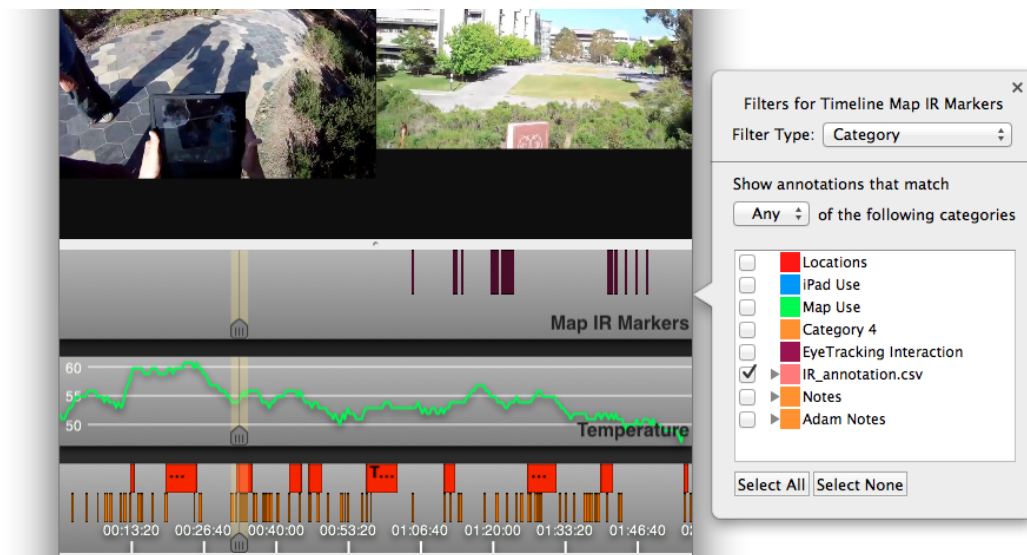 Filters for Timeline Map IR Markers
Filter Type: Category
Show annotations that match
Any of the following categories
Locations
iPad Use
Map Use
Category 4
EyeTracking Interaction
IR_annotation.csv
Notes
Adam Notes
Select All Select None
Map IR Markers
60
55
50
Temperature
... T... ...
00:13:20 00:26:40 00:40:00 00:53:20 01:06:40 01:20:00 01:33:20 01:46:40